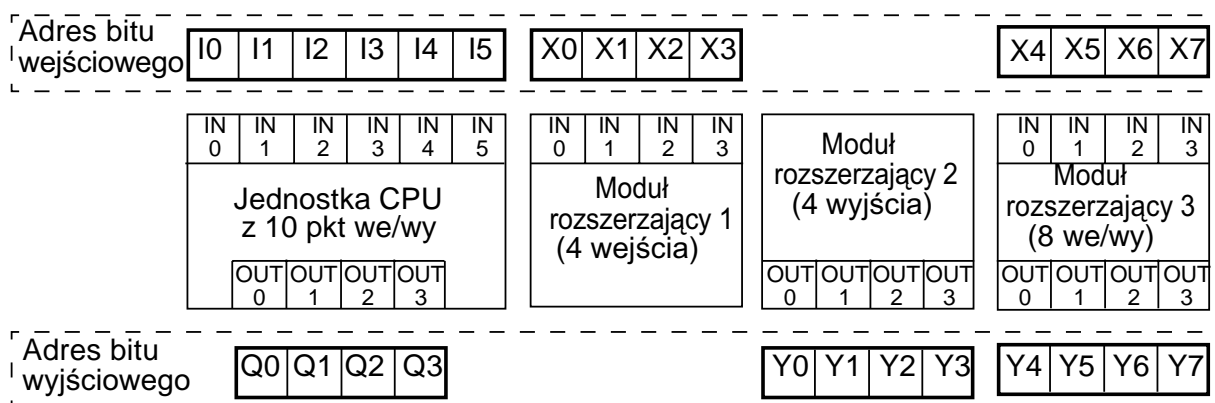 Adres bitu
wejściowego
I0 I1 I2 I3 I4 I5 X0 X1 X2 X3 X4 X5 X6 X7
IN IN IN IN IN IN IN IN IN IN IN IN IN IN
0 1 2 3 4 5 0 1 2 3 0 1 2 3
Jednostka CPU
z 10 pkt we/wy
Moduł
rozszerzający 1
(4 wejścia)
Moduł
rozszerzający 2
(4 wyjścia)
Moduł
rozszerzający 3
(8 we/wy)
OUT OUT OUT OUT OUT OUT OUT OUT OUT OUT OUT OUT
0 1 2 3 0 1 2 3 0 1 2 3
Adres bitu
wyjściowego
Q0 Q1 Q2 Q3 Y0 Y1 Y2 Y3 Y4 Y5 Y6 Y7